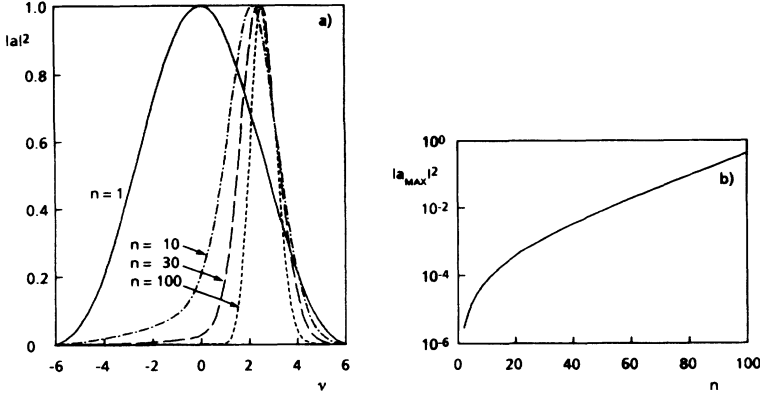 a)
|a|²
1.0
0.8
0.6
0.4
0.2
0
n = 1
n = 10
n = 30
n = 100
-6 -4 -2 0 2 4 6
ν
b)
|aMAX|²
10⁰
10⁻²
10⁻⁴
10⁻⁶
0 20 40 60 80 100
n